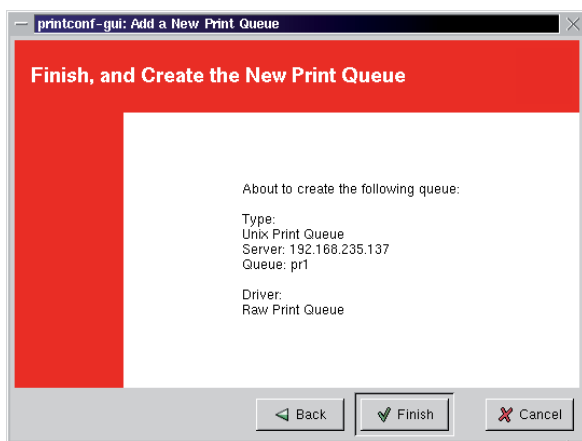 printconf-gui: Add a New Print Queue
Finish, and Create the New Print Queue
About to create the following queue:
Type:
Unix Print Queue
Server: 192.168.235.137
Queue: pr1
Driver:
Raw Print Queue
Back
Finish
Cancel